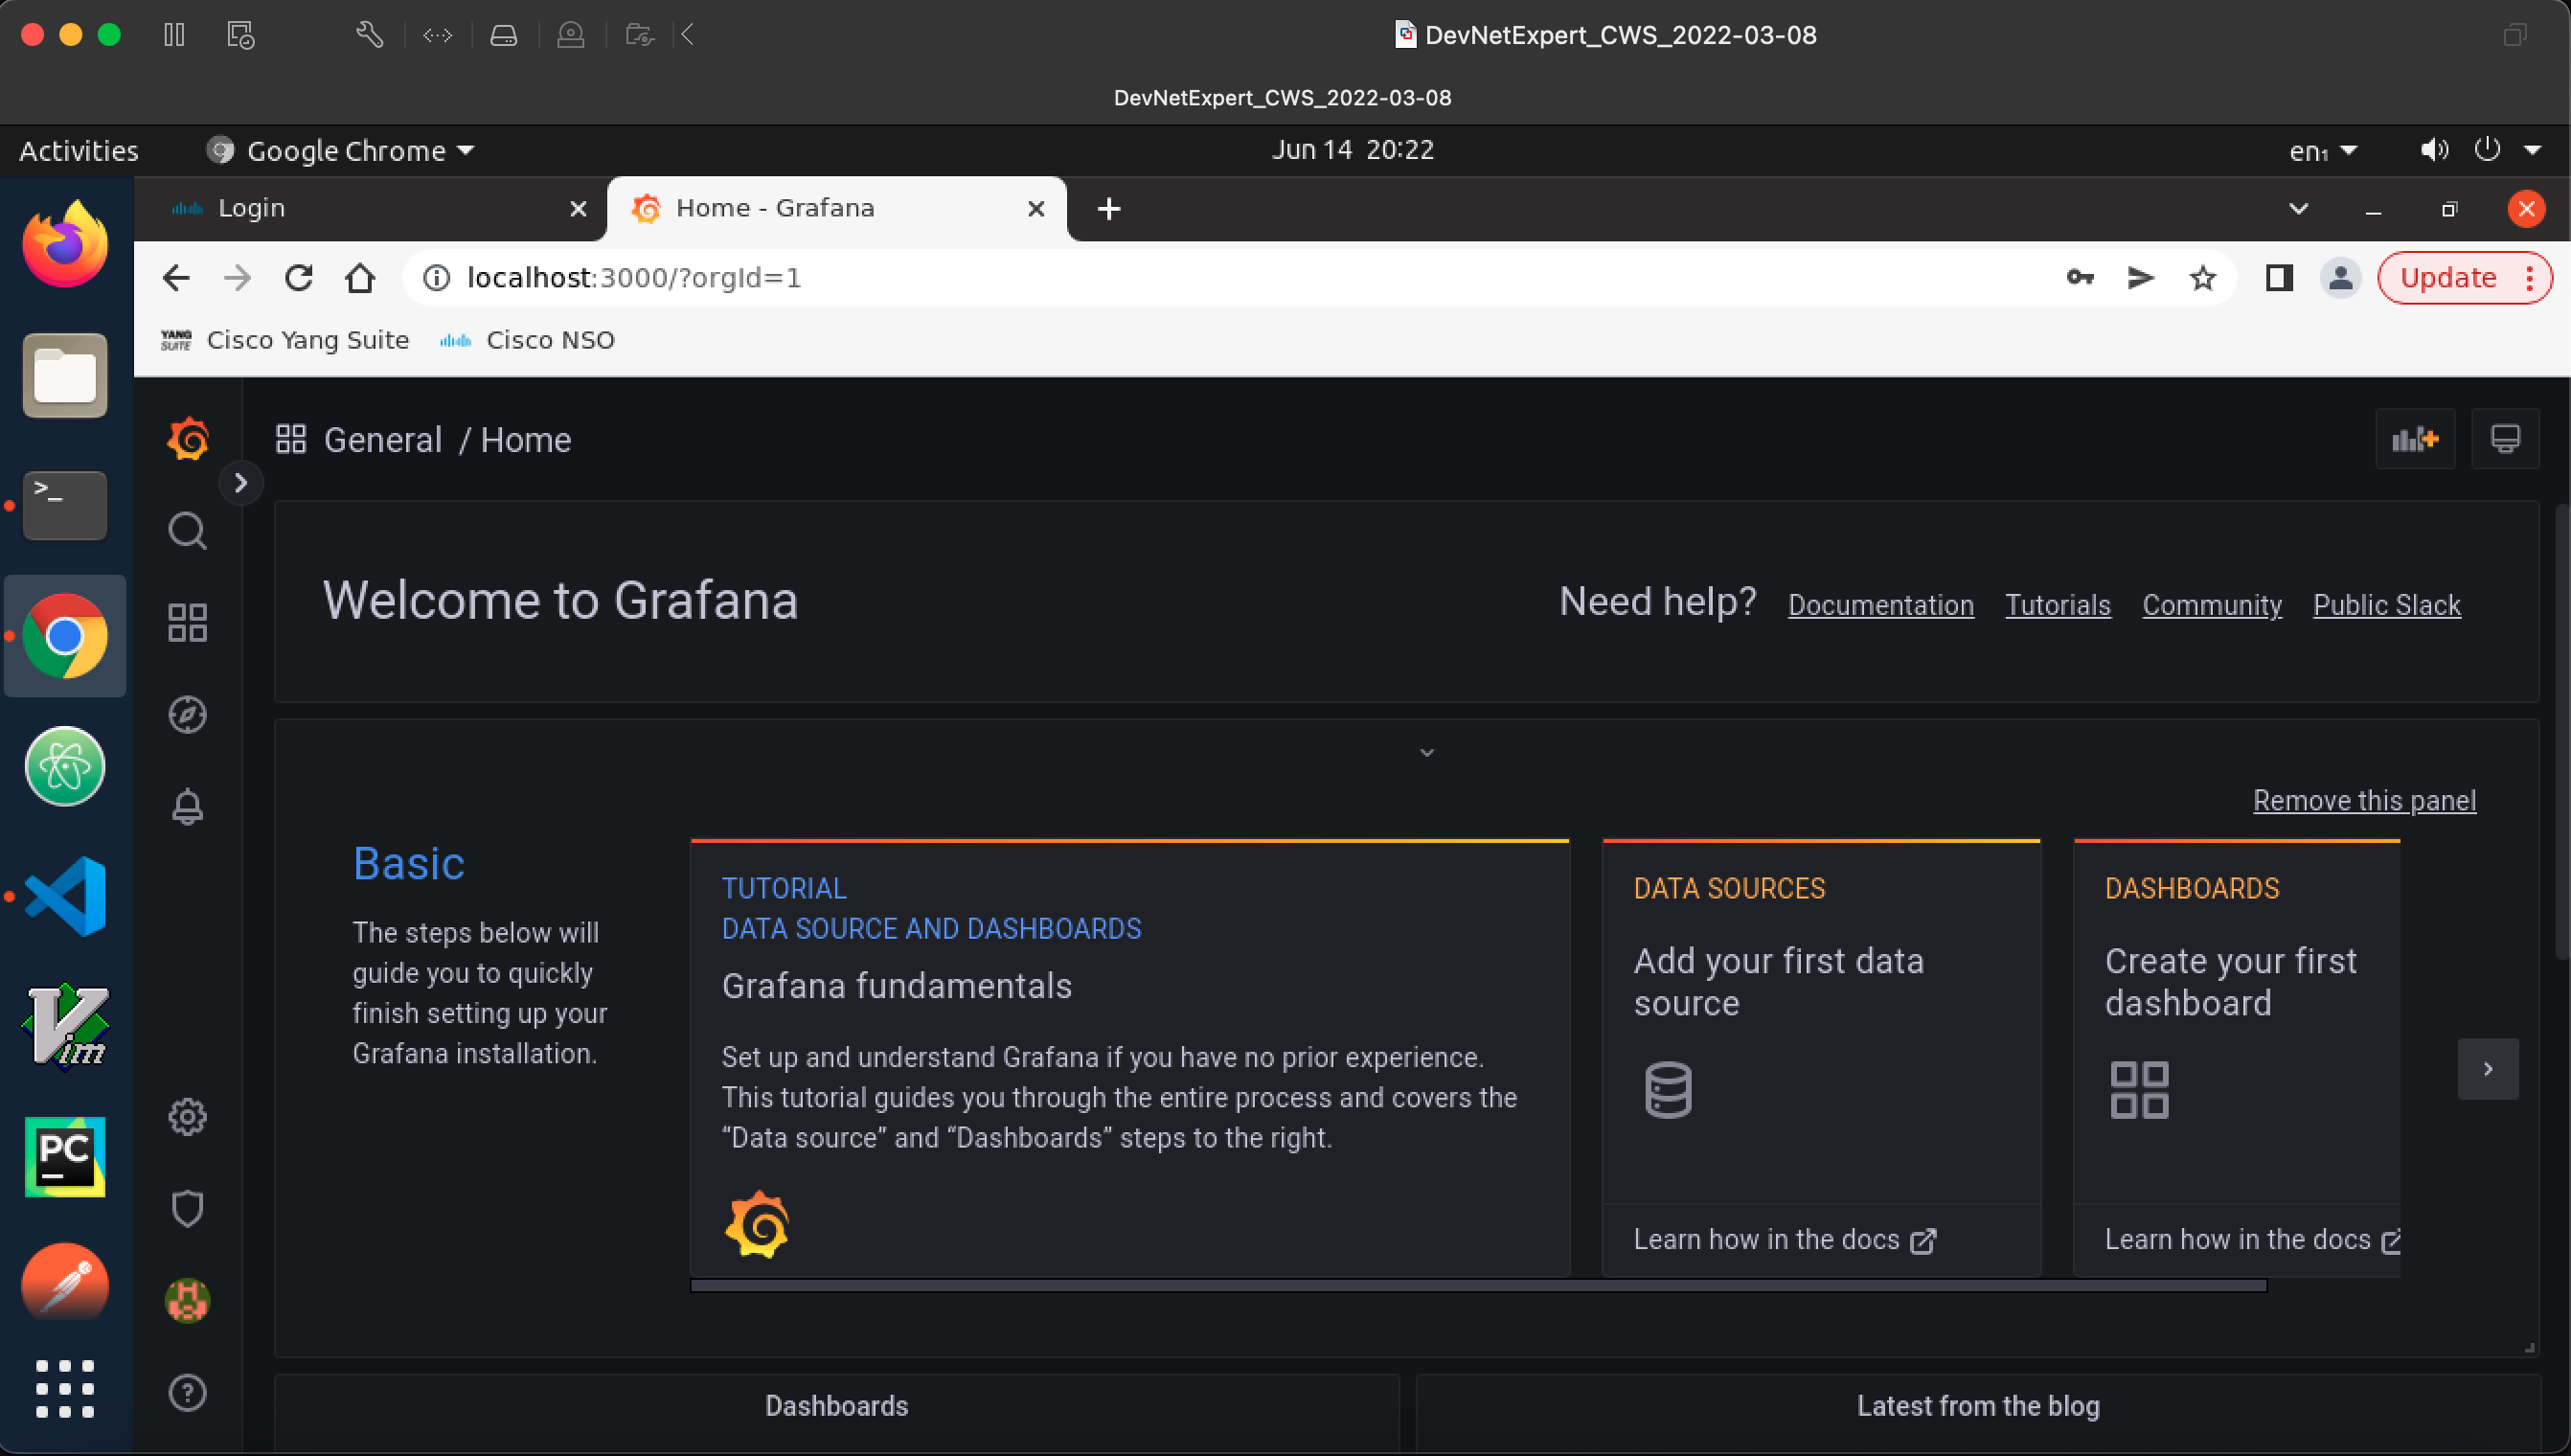 DevNetExpert_CWS_2022-03-08
DevNetExpert_CWS_2022-03-08
Activities Google Chrome Jun 14 20:22 en₁
Login Home - Grafana
localhost:3000/?orgId=1 Update
YANG SUITE Cisco Yang Suite Cisco NSO
General / Home
Welcome to Grafana
Need help? Documentation Tutorials Community Public Slack
Remove this panel
Basic
The steps below will
guide you to quickly
finish setting up your
Grafana installation.
TUTORIAL
DATA SOURCE AND DASHBOARDS
Grafana fundamentals
Set up and understand Grafana if you have no prior experience.
This tutorial guides you through the entire process and covers the
“Data source” and “Dashboards” steps to the right.
DATA SOURCES
Add your first data
source
Learn how in the docs
DASHBOARDS
Create your first
dashboard
Learn how in the docs
Vim
PC
Dashboards
Latest from the blog